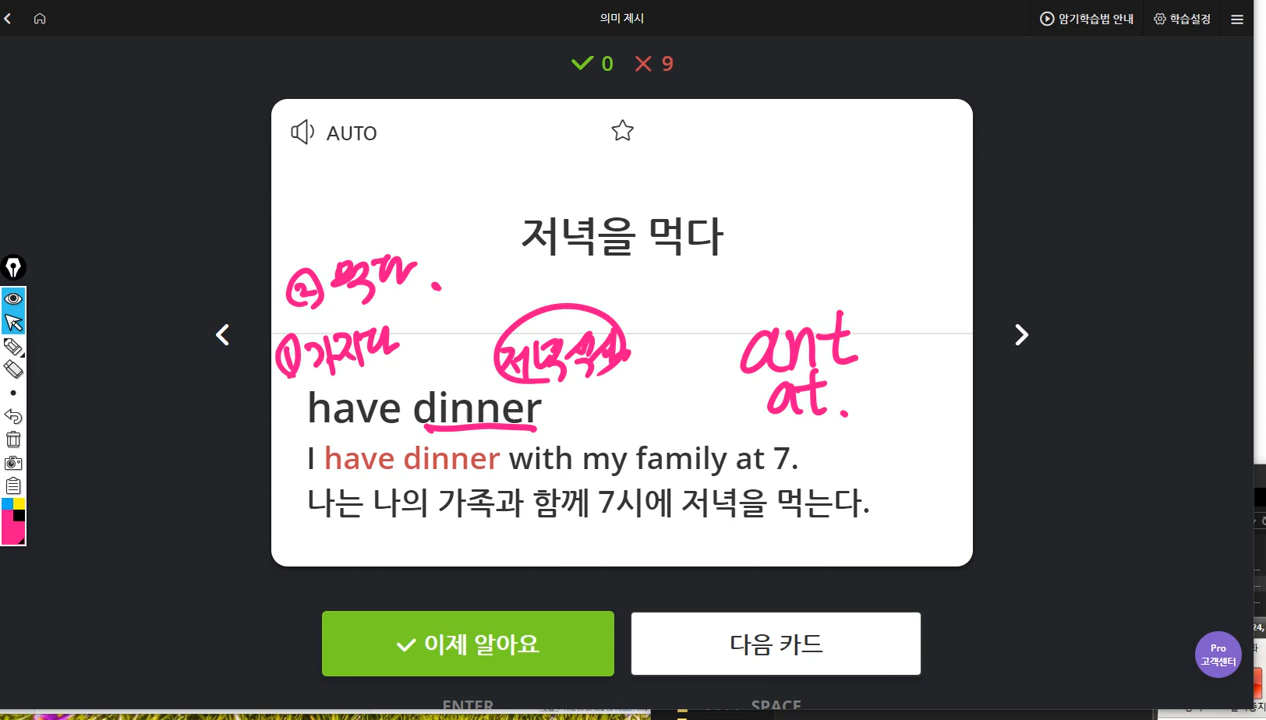 의미 제시
암기학습법 안내
학습설정
0
9
AUTO
저녁을 먹다
② 먹다.
① 가지다
저녁 식사
ant
at.
have dinner
I have dinner with my family at 7.
나는 나의 가족과 함께 7시에 저녁을 먹는다.
이제 알아요
다음 카드
Pro
고객센터
ENTER
SPACE